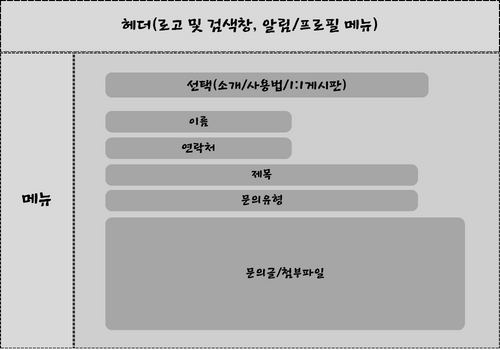 헤더(로고 및 검색창, 알림/프로필 메뉴)
선택(소개/사용법/1:1게시판)
이름
연락처
제목
메뉴
문의유형
문의글/첨부파일